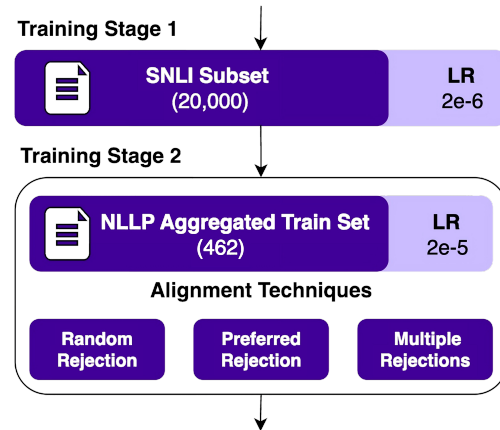 Training Stage 1
SNLI Subset
(20,000)
LR
2e-6
Training Stage 2
NLLP Aggregated Train Set
(462)
LR
2e-5
Alignment Techniques
Random
Rejection
Preferred
Rejection
Multiple
Rejections